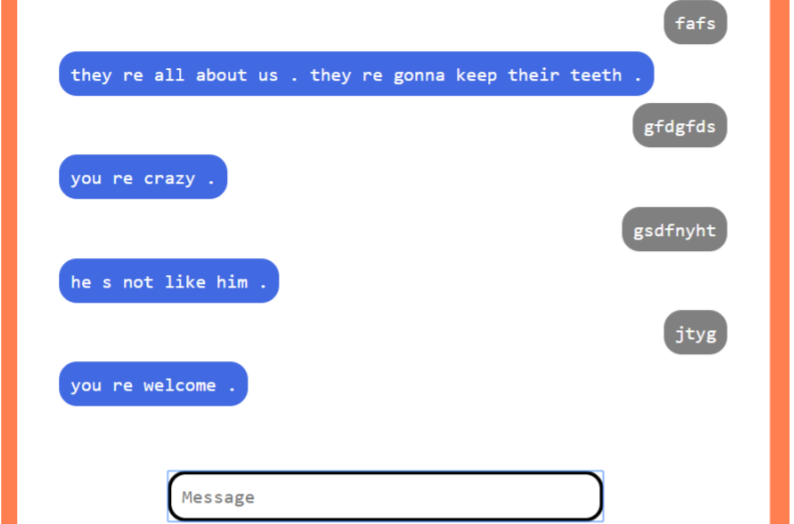 fafs
they re all about us . they re gonna keep their teeth .
gfdgfds
you re crazy .
gsdfnyht
he s not like him .
jtyg
you re welcome .
Message